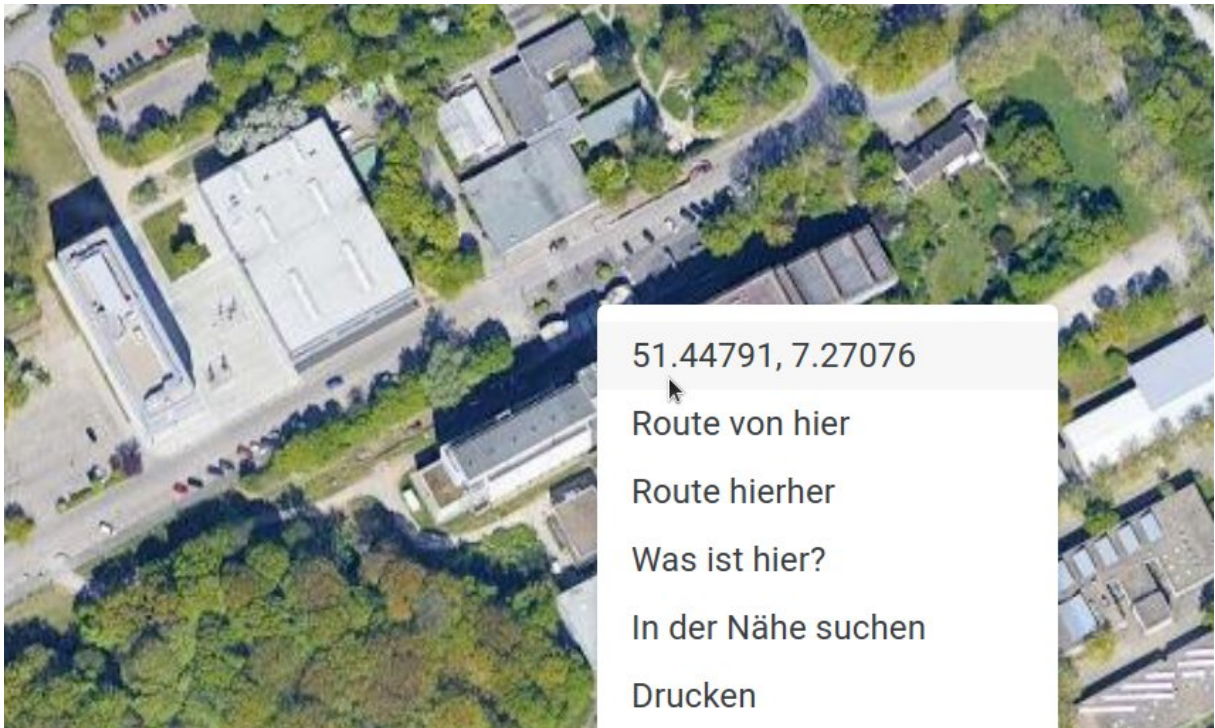 51.44791, 7.27076
Route von hier
Route hierher
Was ist hier?
In der Nähe suchen
Drucken